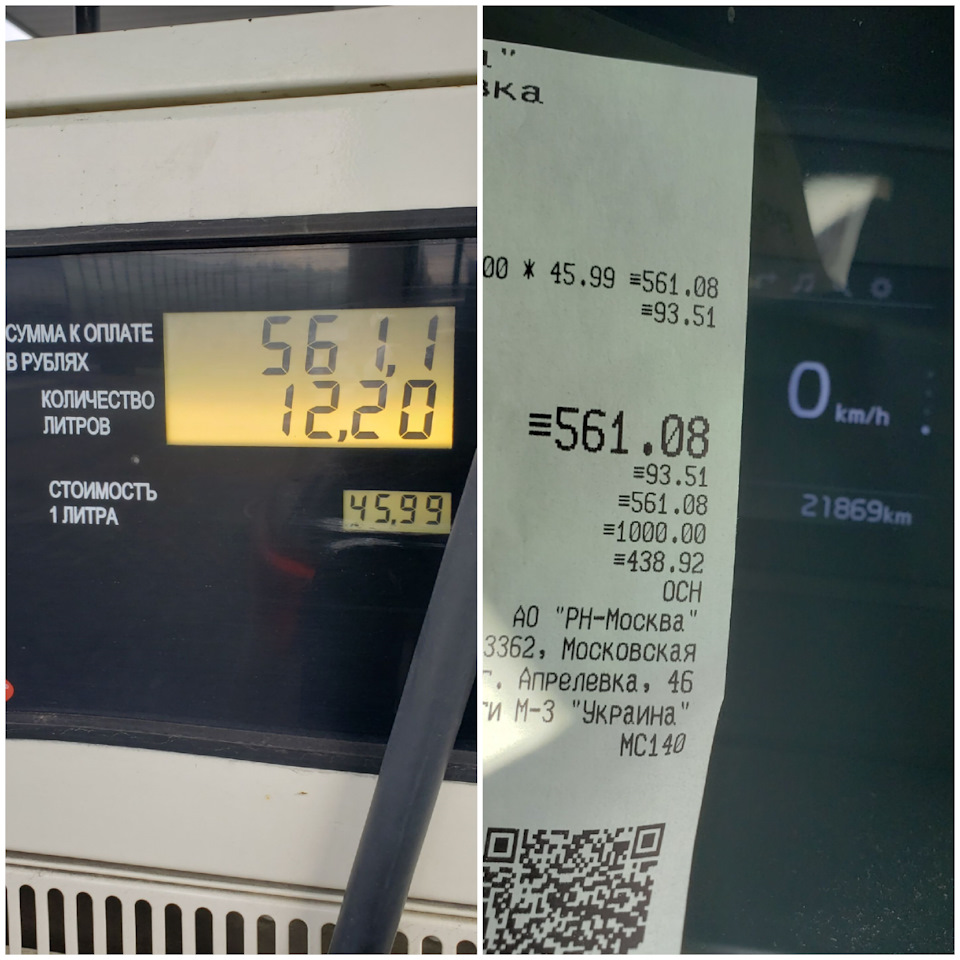 СУММА К ОПЛАТЕ
В РУБЛЯХ
561,1
КОЛИЧЕСТВО
ЛИТРОВ
12,20
СТОИМОСТЬ
1 ЛИТРА
45,99
00 * 45.99 ≡561.08
≡93.51
≡561.08
≡93.51
≡561.08
≡1000.00
≡438.92
ОСН
АО "РН-Москва"
3362, Московская
г. Апрелевка, 46
М-3 "Украина"
МС140
0 km/h
21869km